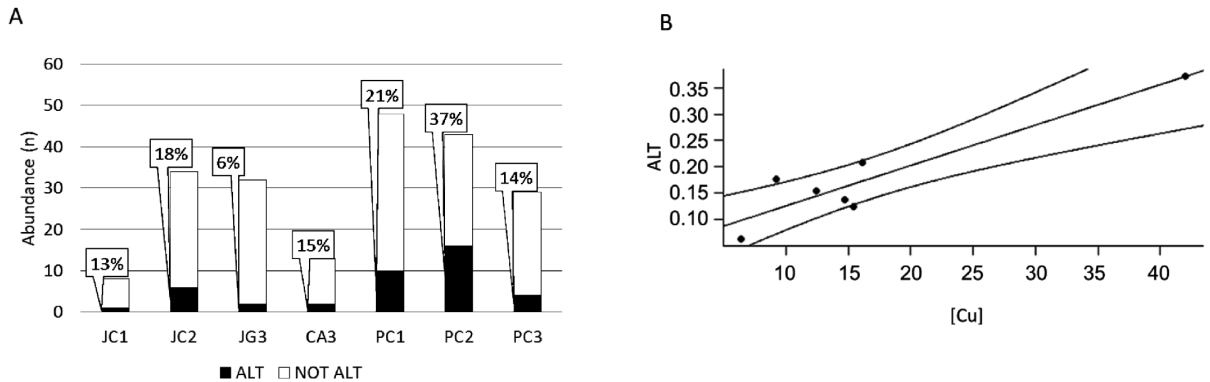 A
Abundance (n)
60
50
40
30
20
10
0
13%
18%
6%
15%
21%
37%
14%
JC1 JC2 JG3 CA3 PC1 PC2 PC3
ALT NOT ALT
B
ALT
0.35
0.30
0.25
0.20
0.15
0.10
10 15 20 25 30 35 40
[Cu]